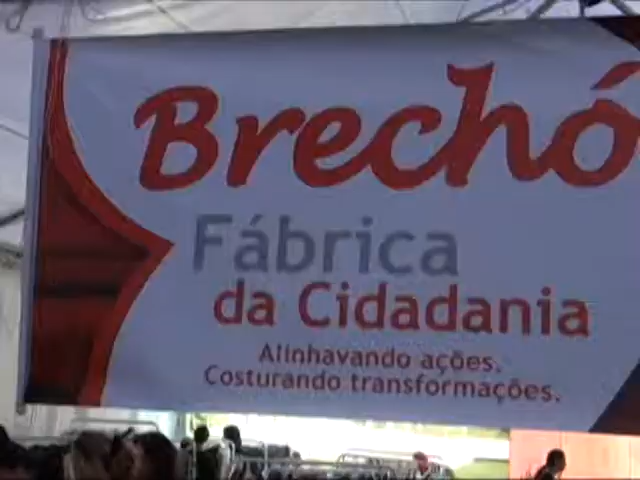 Brechó
Fábrica
da Cidadania
Alinhavando ações.
Costurando transformações.